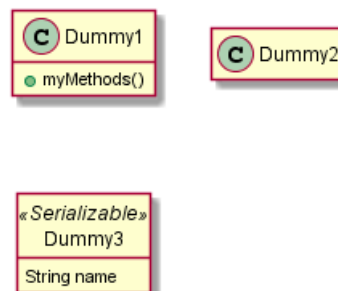 C Dummy1
myMethods()
C Dummy2
«Serializable»
Dummy3
String name